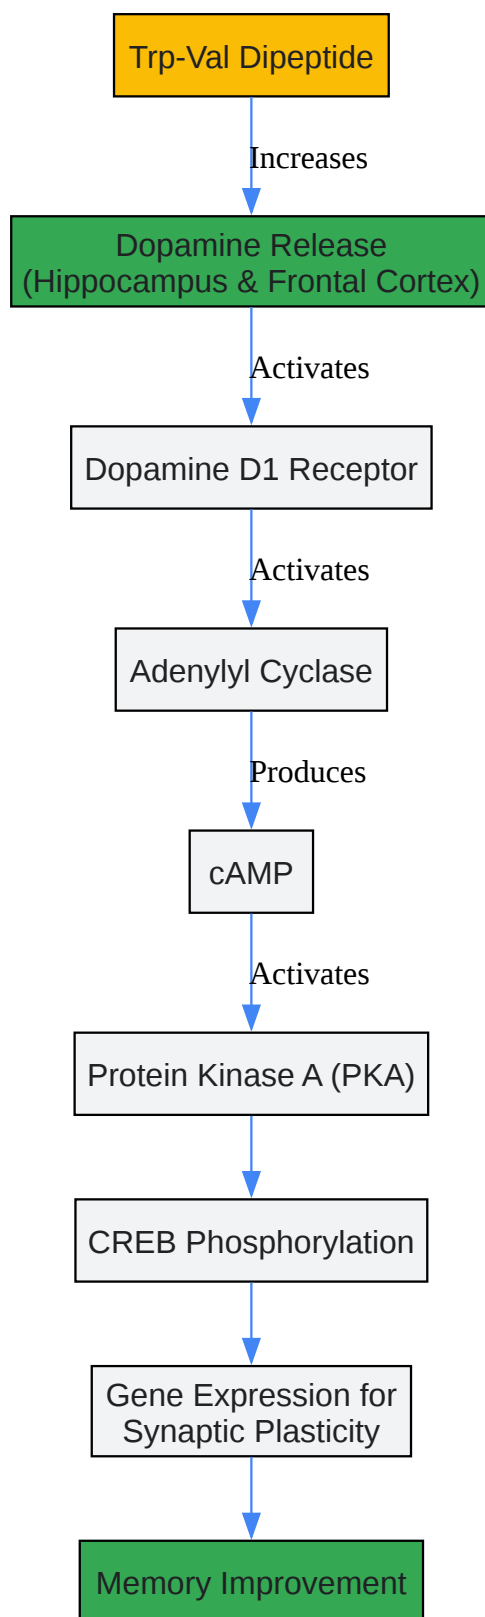 Trp-Val Dipeptide
Increases
Dopamine Release
(Hippocampus & Frontal Cortex)
Activates
Dopamine D1 Receptor
Activates
Adenylyl Cyclase
Produces
cAMP
Activates
Protein Kinase A (PKA)
CREB Phosphorylation
Gene Expression for
Synaptic Plasticity
Memory Improvement